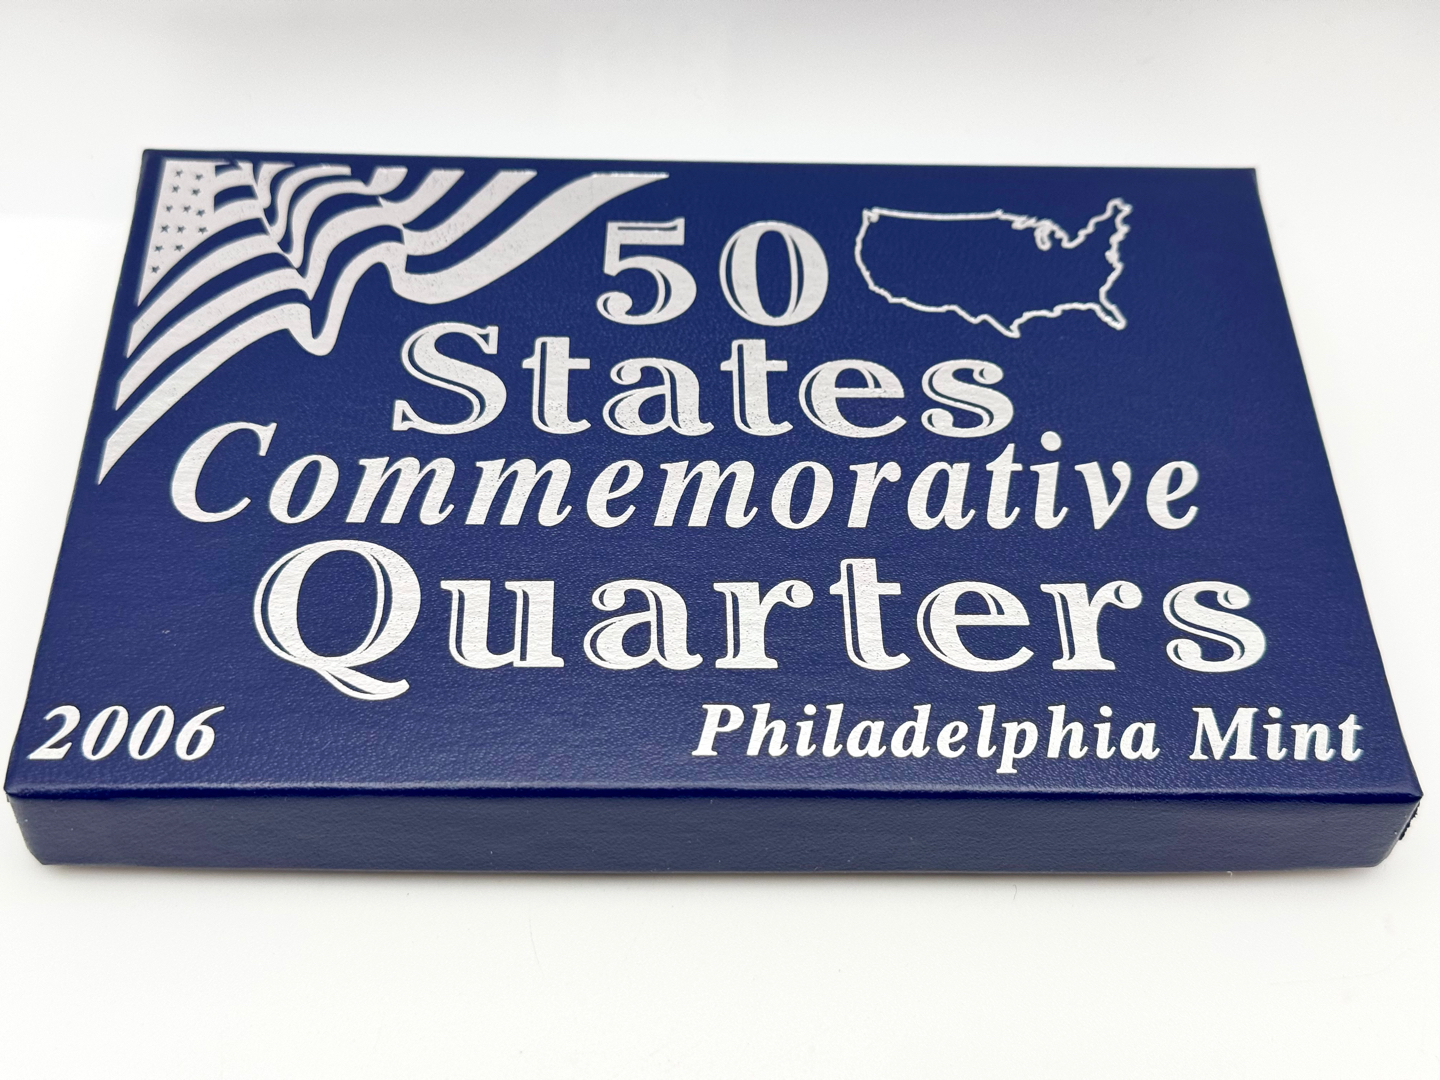 50
States
Commemorative
Quarters
2006
Philadelphia Mint